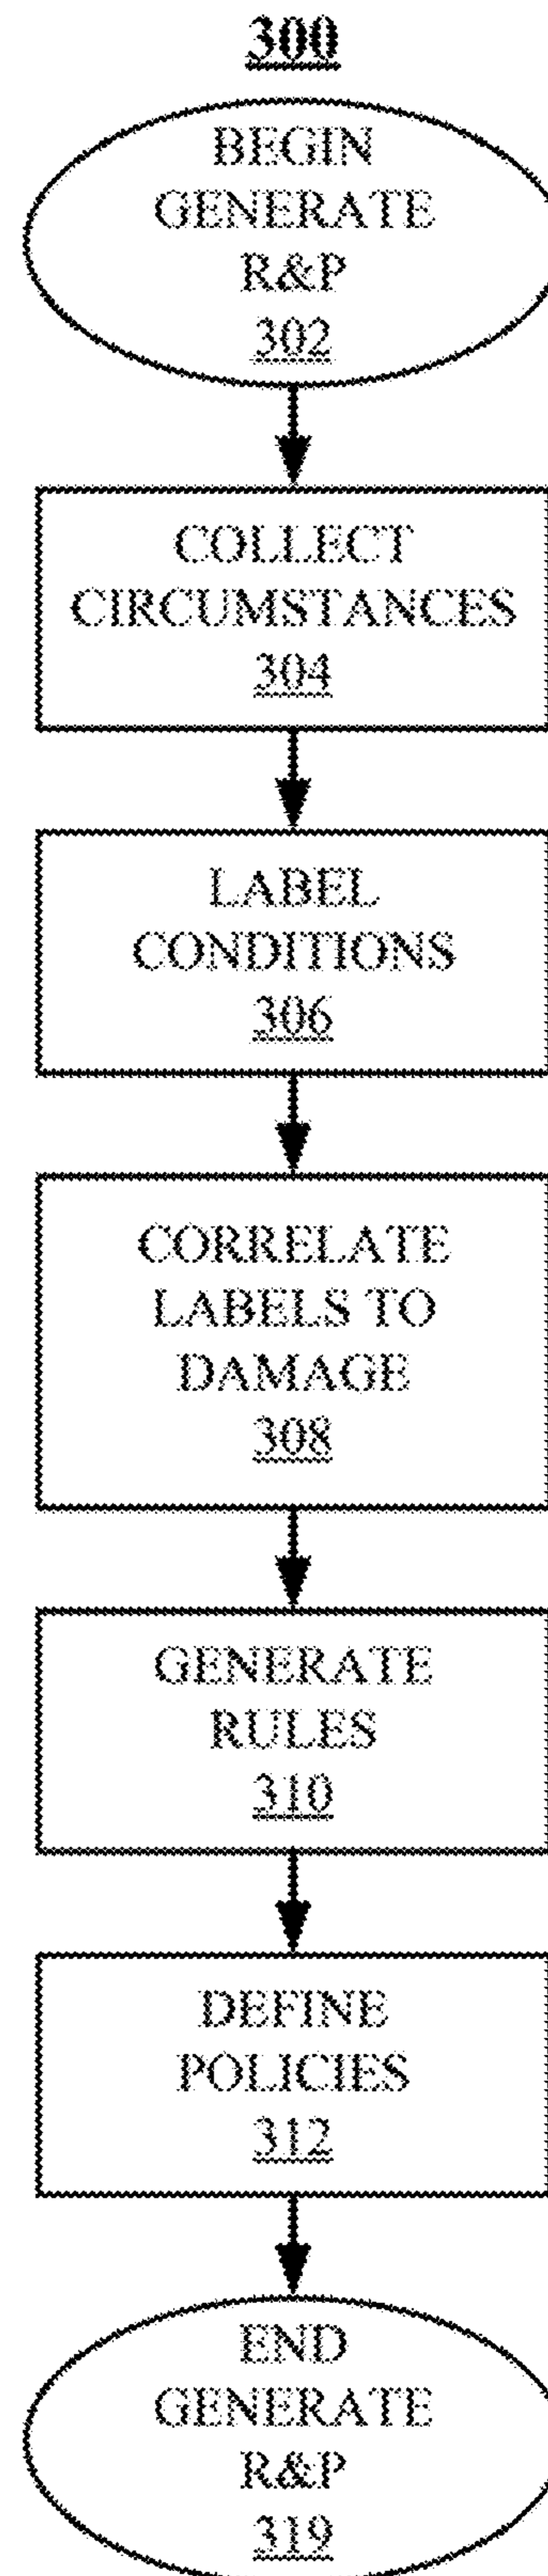 300
BEGIN
GENERATE
R&P
302
COLLECT
CIRCUMSTANCES
304
LABEL
CONDITIONS
306
CORRELATE
LABELS TO
DAMAGE
308
GENERATE
RULES
310
DEFINE
POLICIES
312
END
GENERATE
R&P
319